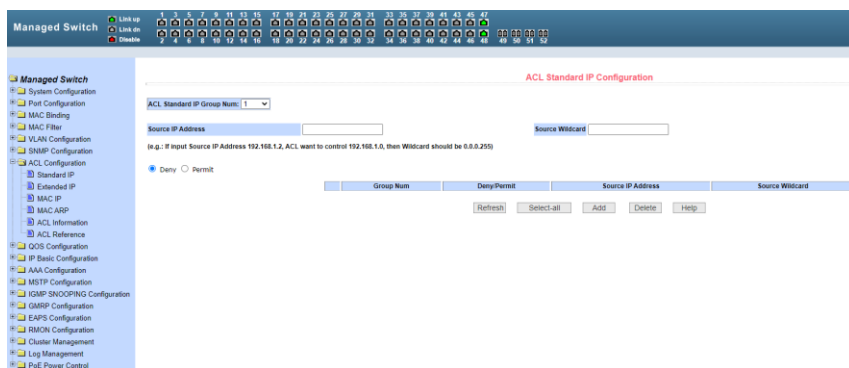 Managed Switch
Link up
Link dn
Disable
1 3 5 7 9 11 13 15 17 19 21 23 25 27 29 31 33 35 37 39 41 43 45 47
2 4 6 8 10 12 14 16 18 20 22 24 26 28 30 32 34 36 38 40 42 44 46 48 49 50 51 52
Managed Switch
System Configuration
Port Configuration
MAC Binding
MAC Filter
VLAN Configuration
SNMP Configuration
ACL Configuration
Standard IP
Extended IP
MAC IP
MAC ARP
ACL Information
ACL Reference
QOS Configuration
IP Basic Configuration
AAA Configuration
MSTP Configuration
IGMP SNOOPING Configuration
GMRP Configuration
EAPS Configuration
RMON Configuration
Cluster Management
Log Management
PoE Power Control
ACL Standard IP Configuration
ACL Standard IP Group Num: 1
Source IP Address Source Wildcard
(e.g.: If input Source IP Address 192.168.1.2, ACL want to control 192.168.1.0, then Wildcard should be 0.0.0.255)
Deny Permit
Group Num Deny/Permit Source IP Address Source Wildcard
Refresh Select-all Add Delete Help